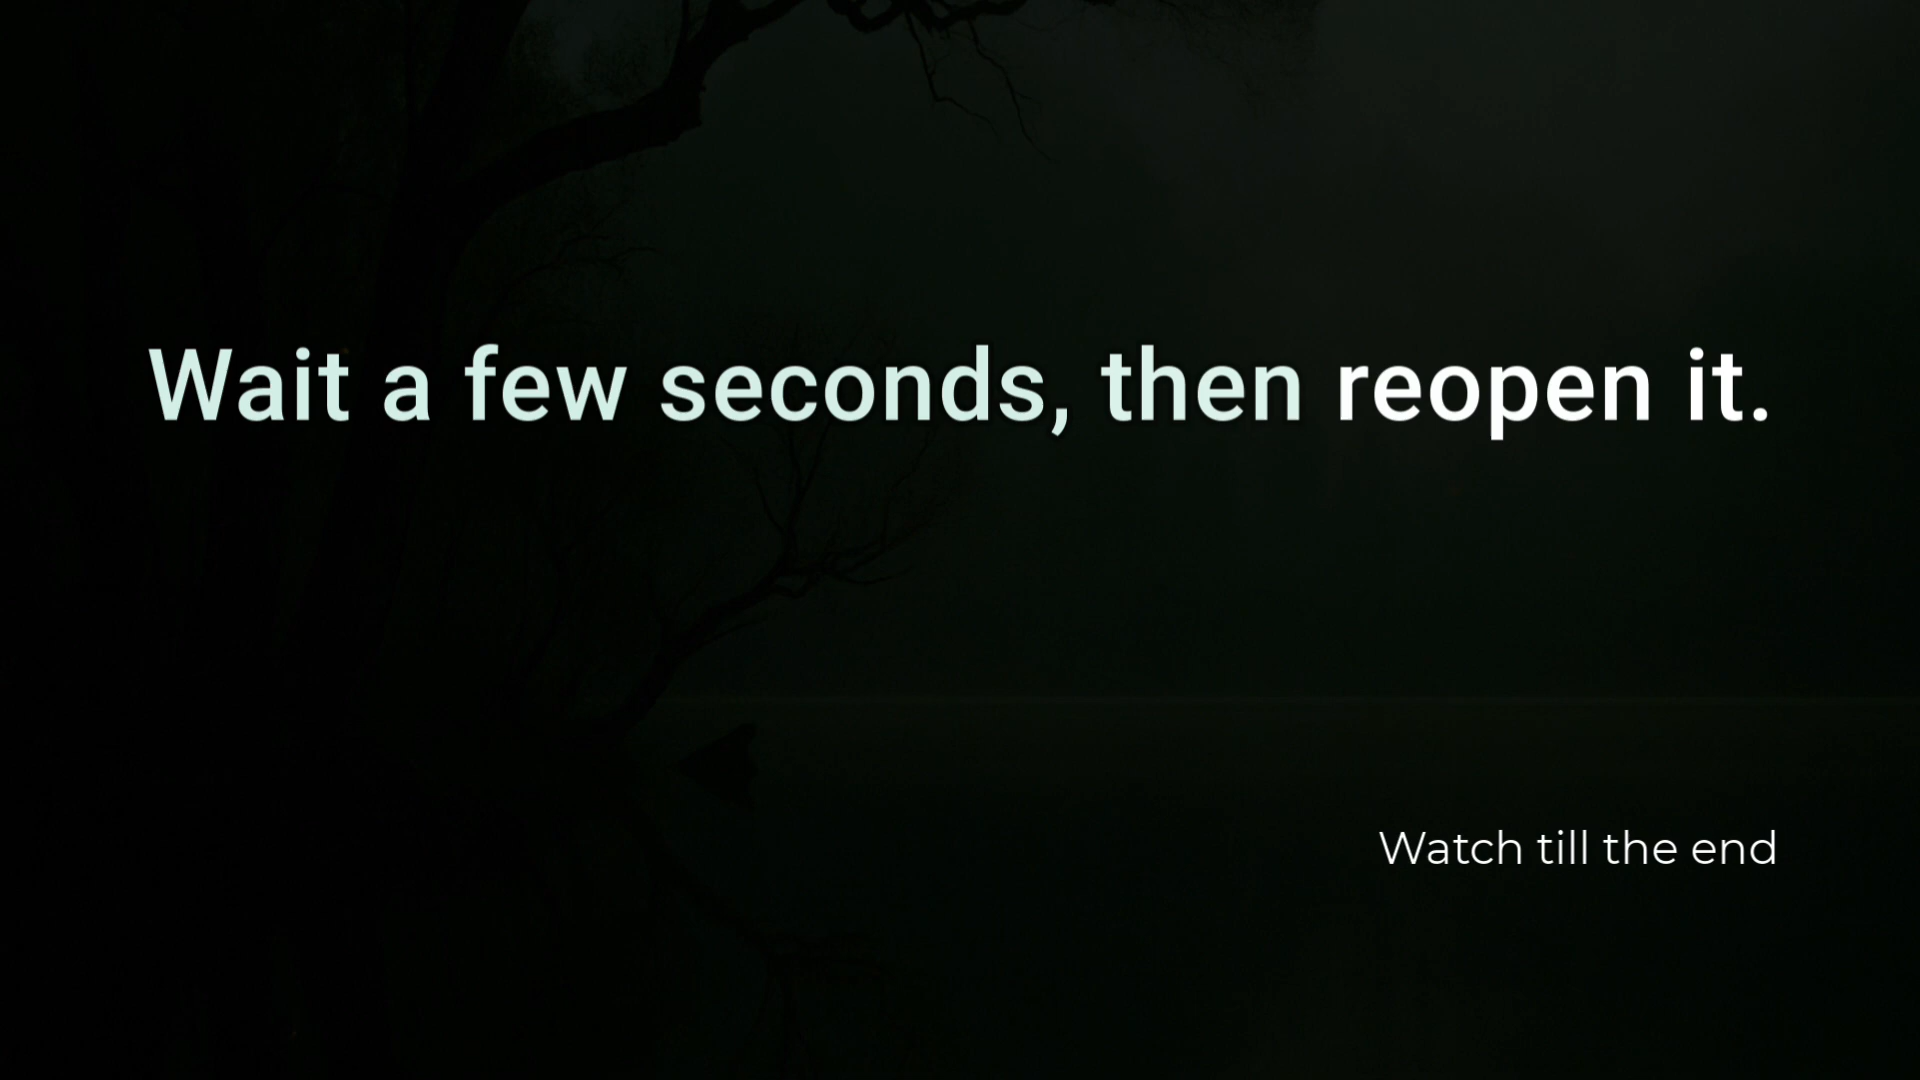 Wait a few seconds, then reopen it.
Watch till the end